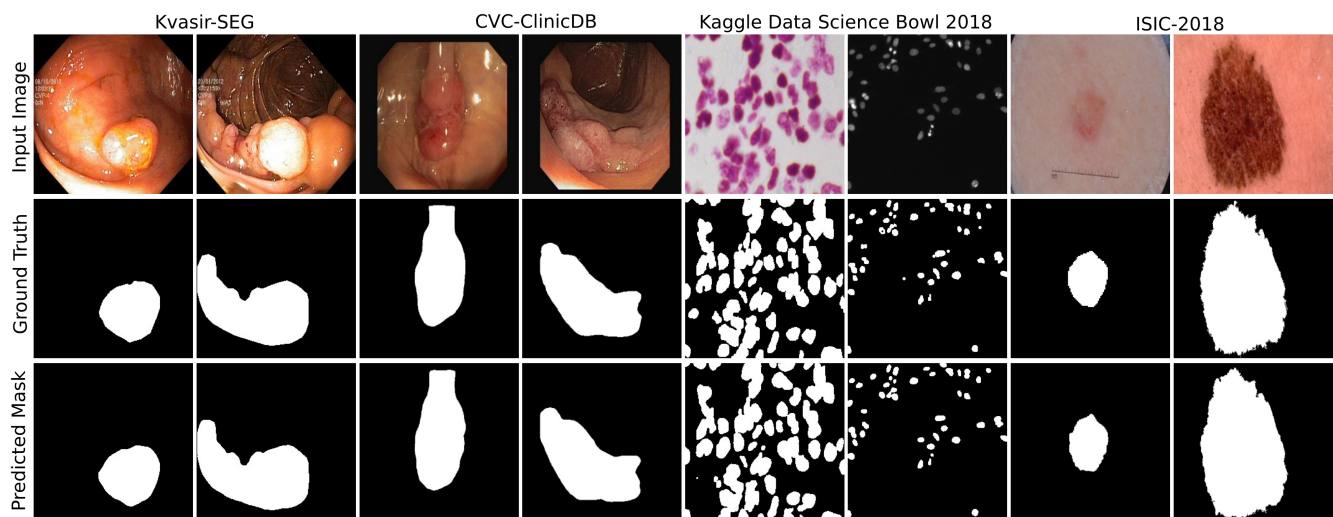 Kvasir-SEG
CVC-ClinicDB
Kaggle Data Science Bowl 2018
ISIC-2018
Input Image
Ground Truth
Predicted Mask